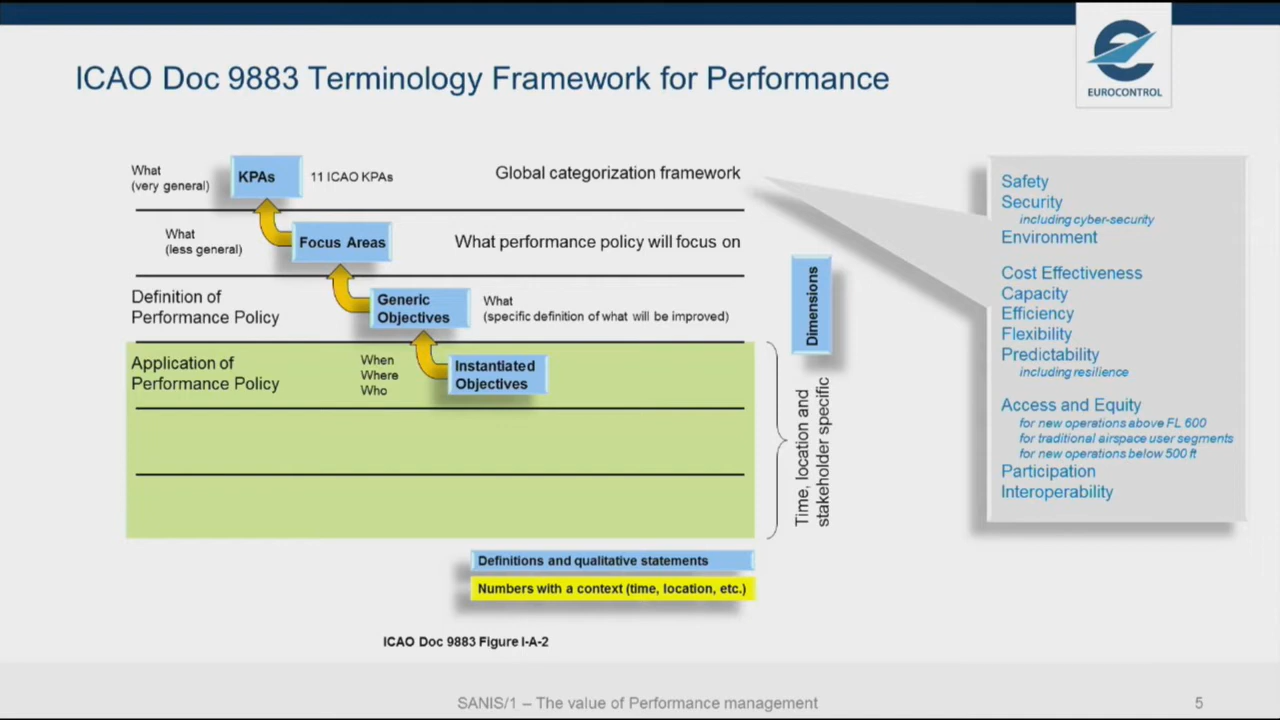 EUROCONTROL
ICAO Doc 9883 Terminology Framework for Performance
What
(very general)
KPAs
11 ICAO KPAs
Global categorization framework
What
(less general)
Focus Areas
What performance policy will focus on
Definition of
Performance Policy
Generic
Objectives
What
(specific definition of what will be improved)
Application of
Performance Policy
When
Where
Who
Instantiated
Objectives
Dimensions
Time, location and
stakeholder specific
Safety
Security
including cyber-security
Environment
Cost Effectiveness
Capacity
Efficiency
Flexibility
Predictability
including resilience
Access and Equity
for new operations above FL 600
for traditional airspace user segments
for new operations below 500 ft
Participation
Interoperability
Definitions and qualitative statements
Numbers with a context (time, location, etc.)
ICAO Doc 9883 Figure I-A-2
SANIS/1 – The value of Performance management
5